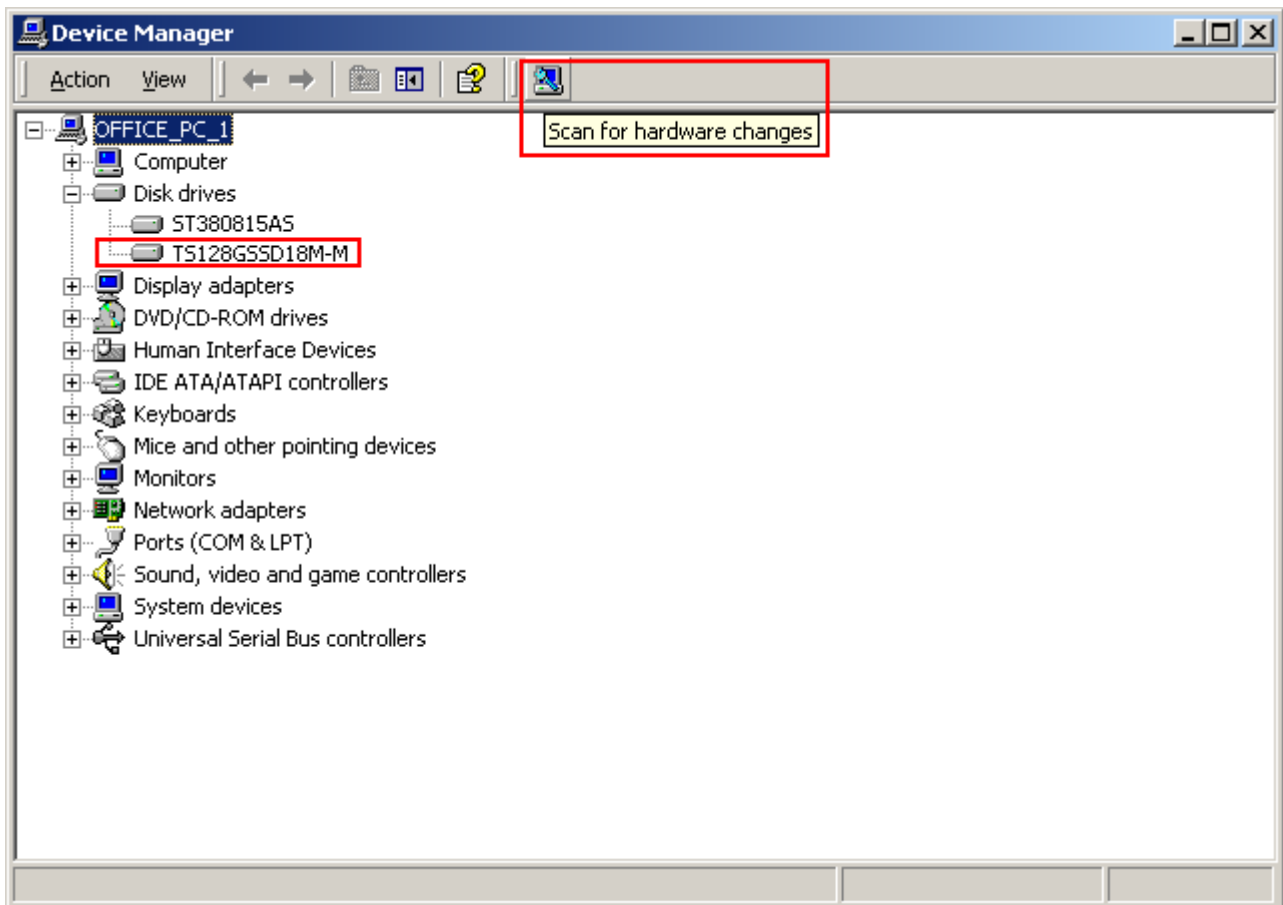 Device Manager
Action View
Scan for hardware changes
OFFICE_PC_1
Computer
Disk drives
ST380815AS
TS128GSSD18M-M
Display adapters
DVD/CD-ROM drives
Human Interface Devices
IDE ATA/ATAPI controllers
Keyboards
Mice and other pointing devices
Monitors
Network adapters
Ports (COM & LPT)
Sound, video and game controllers
System devices
Universal Serial Bus controllers